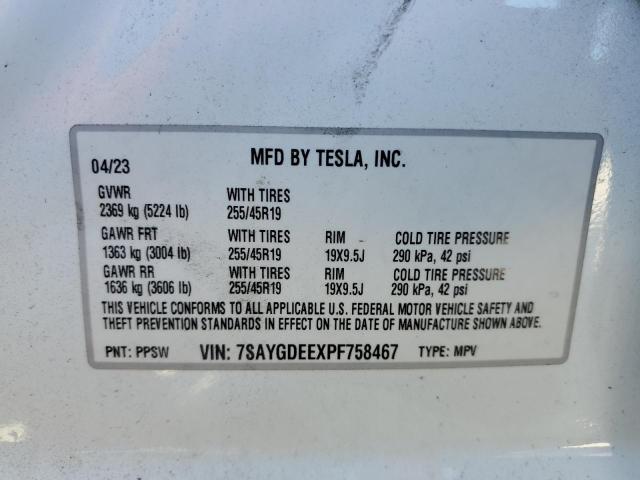 04/23 MFD BY TESLA, INC.
GVWR WITH TIRES
2369 kg (5224 lb) 255/45R19
GAWR FRT WITH TIRES RIM COLD TIRE PRESSURE
1363 kg (3004 lb) 255/45R19 19X9.5J 290 kPa, 42 psi
GAWR RR WITH TIRES RIM COLD TIRE PRESSURE
1636 kg (3606 lb) 255/45R19 19X9.5J 290 kPa, 42 psi
THIS VEHICLE CONFORMS TO ALL APPLICABLE U.S. FEDERAL MOTOR VEHICLE SAFETY AND
THEFT PREVENTION STANDARDS IN EFFECT ON THE DATE OF MANUFACTURE SHOWN ABOVE.
PNT: PPSW VIN: 7SAYGDEEXPF758467 TYPE: MPV